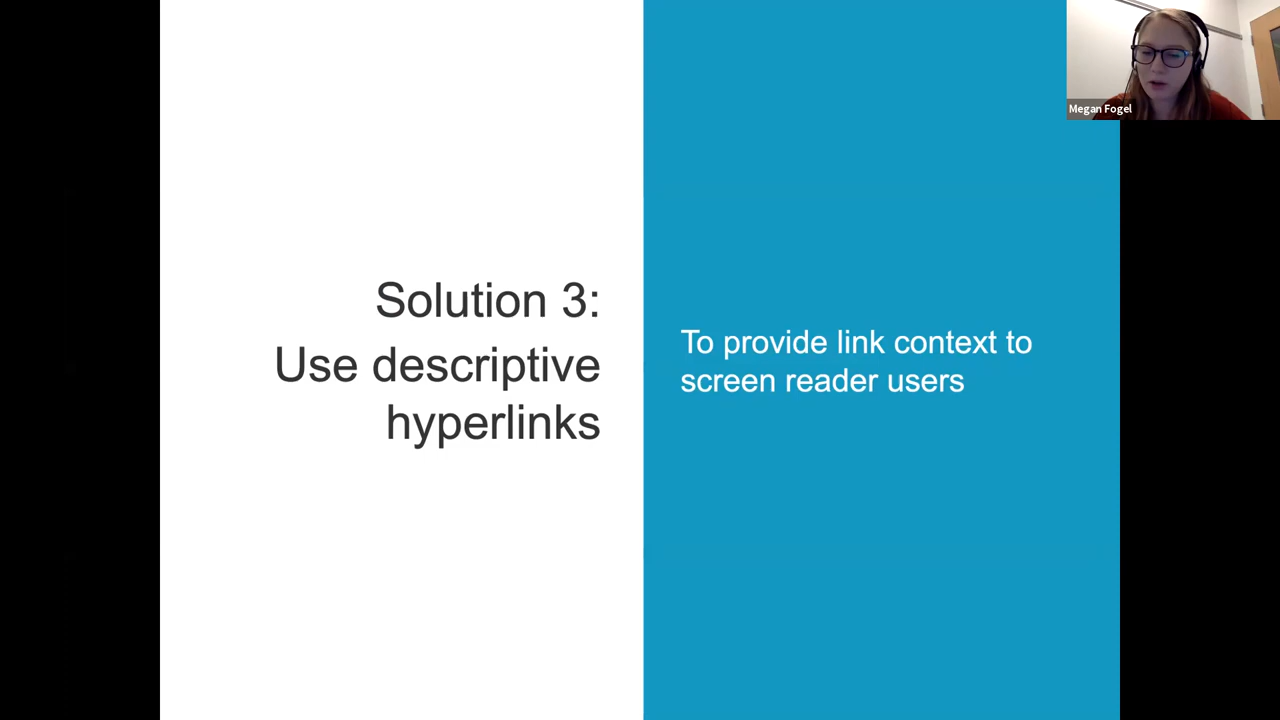 Solution 3:
Use descriptive
hyperlinks
To provide link context to
screen reader users
Megan Fogel